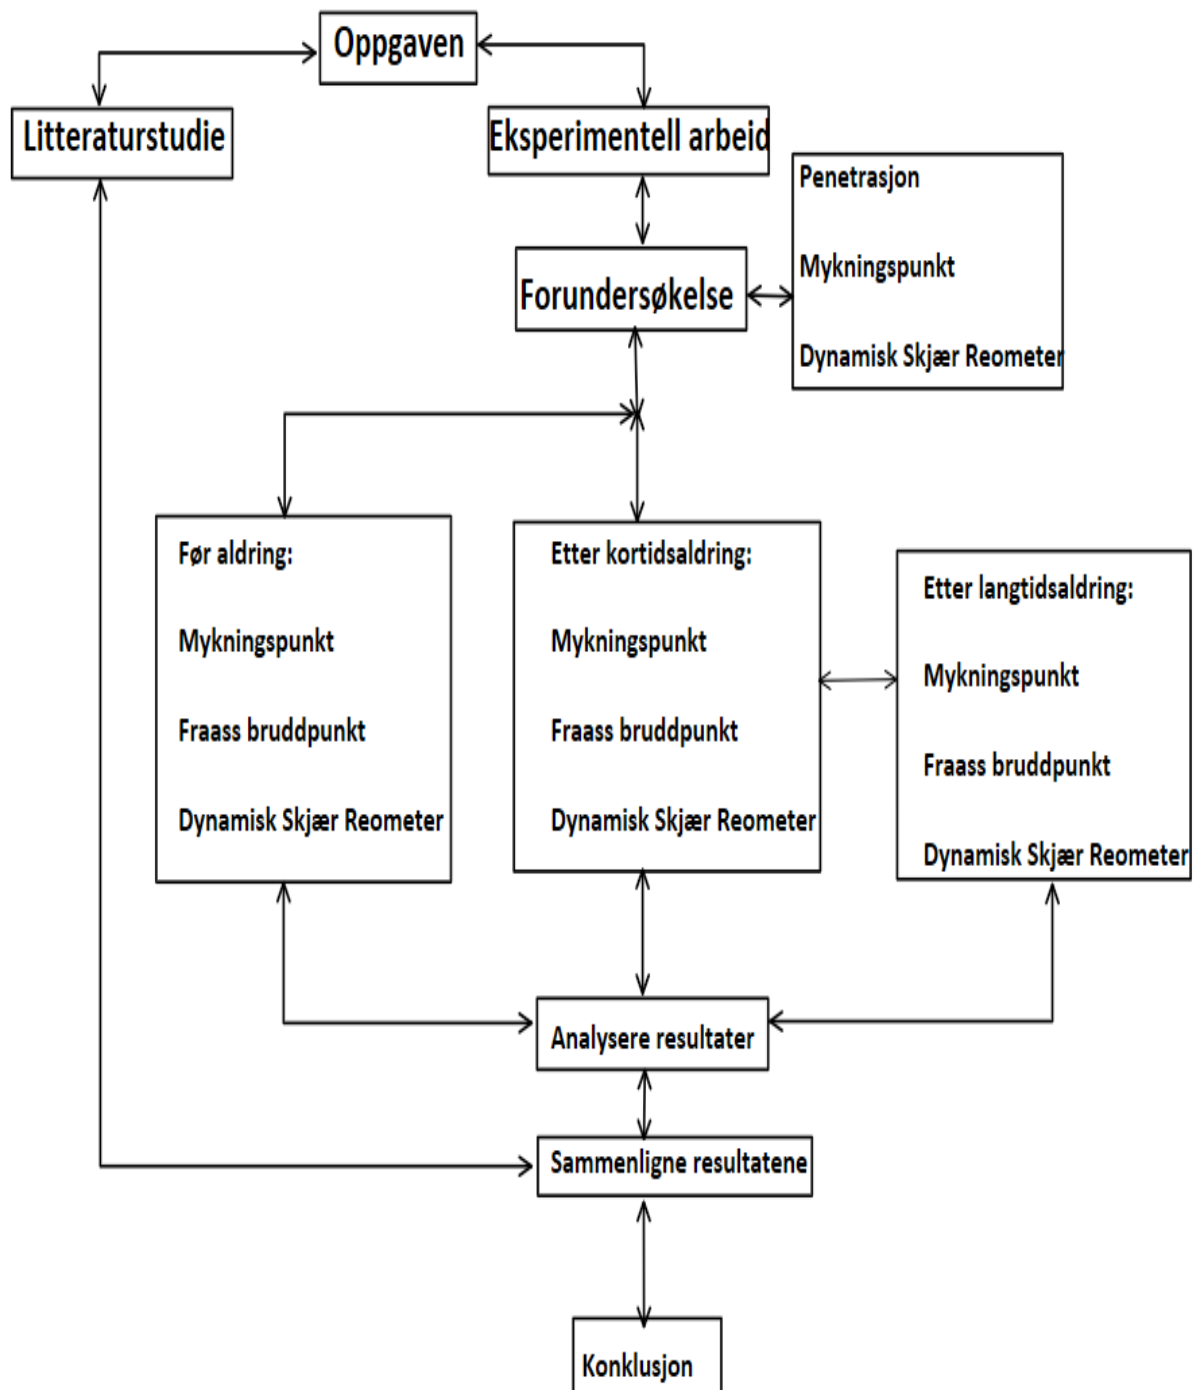 Oppgaven
Litteraturstudie
Eksperimentell arbeid
Penetrasjon
Mykningspunkt
Dynamisk Skjær Reometer
Forundersøkelse
Før aldring:
Mykningspunkt
Fraass bruddpunkt
Dynamisk Skjær Reometer
Etter kortidsaldring:
Mykningspunkt
Fraass bruddpunkt
Dynamisk Skjær Reometer
Etter langtidsaldring:
Mykningspunkt
Fraass bruddpunkt
Dynamisk Skjær Reometer
Analysere resultater
Sammenligne resultatene
Konklusjon